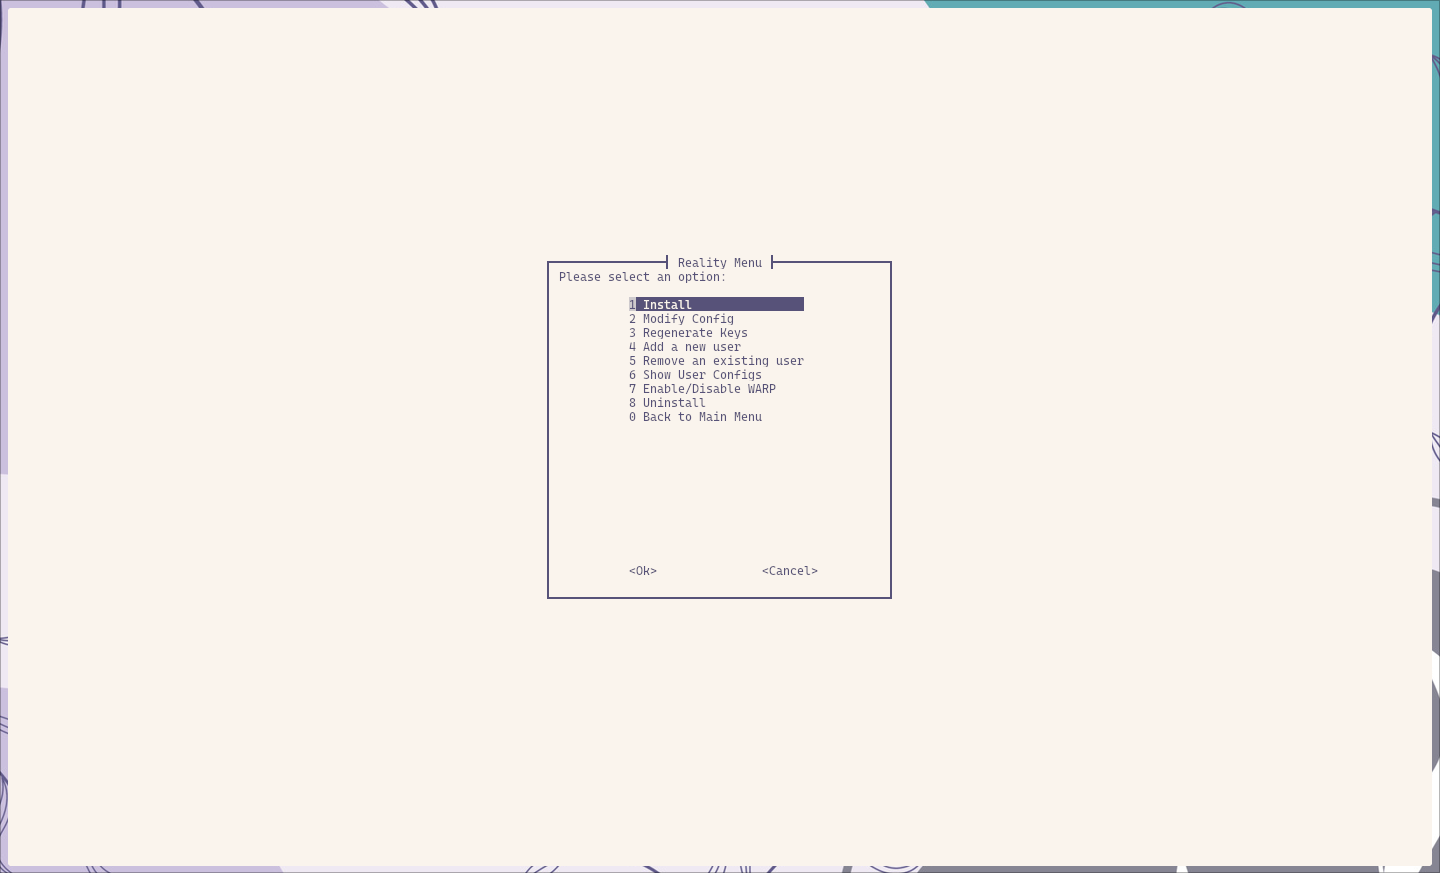 Reality Menu
Please select an option:
1 Install
2 Modify Config
3 Regenerate Keys
4 Add a new user
5 Remove an existing user
6 Show User Configs
7 Enable/Disable WARP
8 Uninstall
0 Back to Main Menu
<Ok> <Cancel>